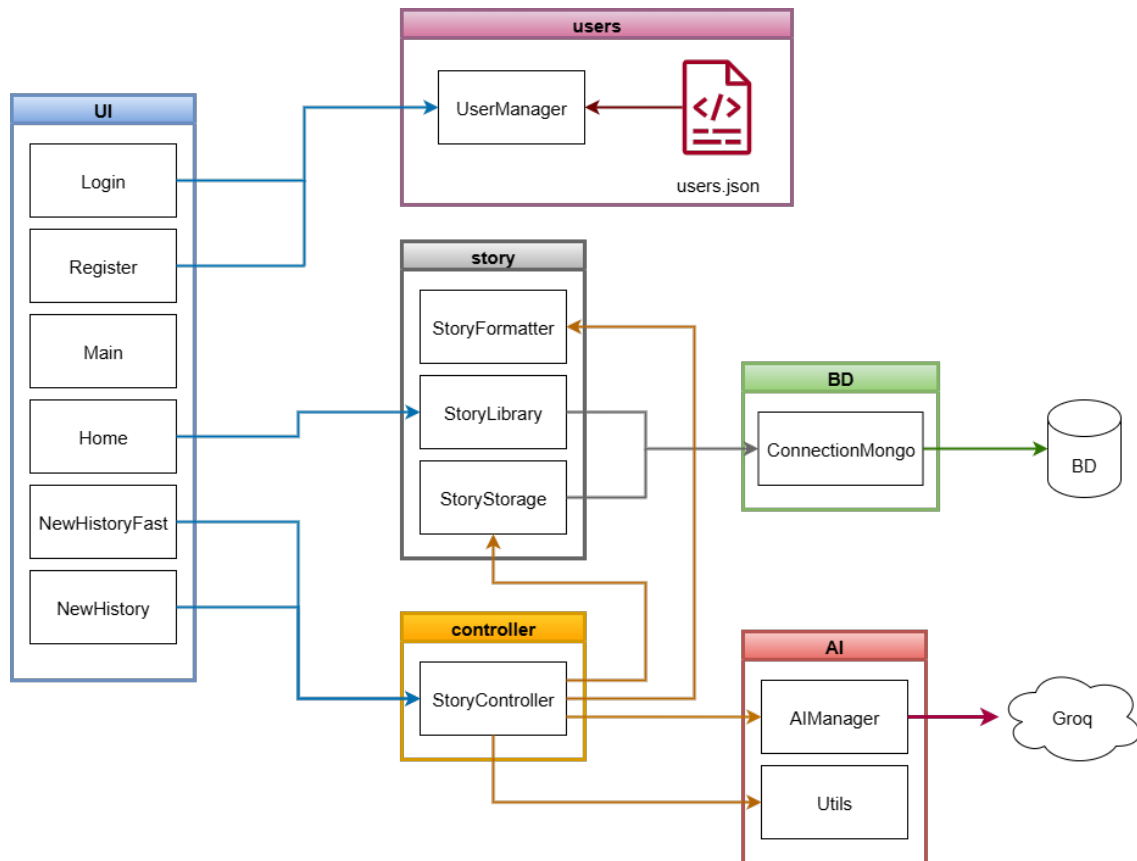 users
UserManager
</>
users.json
UI
Login
Register
Main
Home
NewHistoryFast
NewHistory
story
StoryFormatter
StoryLibrary
StoryStorage
BD
ConnectionMongo
BD
controller
StoryController
AI
AIManager
Utils
Groq